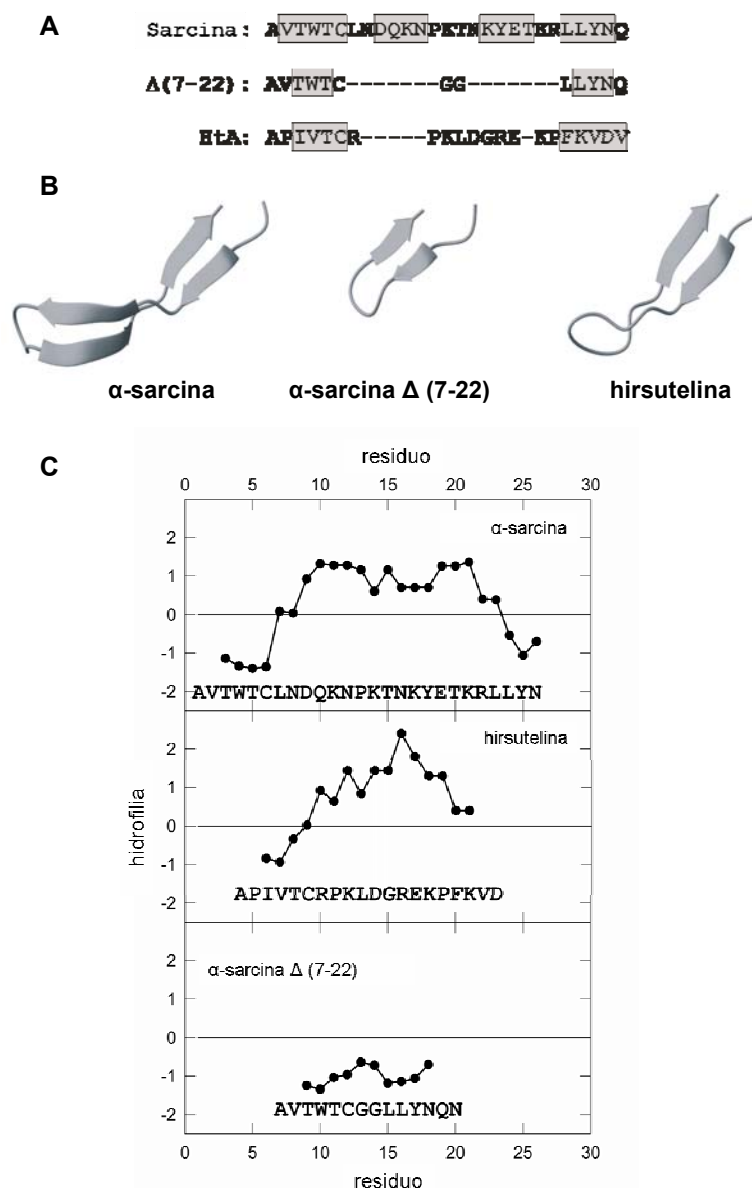 A
Sarcina: AVTWTCLNDQKNPKTNKYETKRLLYNQ
Δ(7-22): AVTWTC-------GG-------LLYNQ
HtA: APIVTCR------PKLDGRE-KPFKVDV
B
α-sarcina α-sarcina Δ (7-22) hirsutelina
C
residuo
0 5 10 15 20 25 30
α-sarcina
2
1
0
-1
-2
AVTWTCLNDQKNPKTNKYETKRLLYN
hirsutelina
2
1
0
-1
-2
APIVTCRPKLDGREKPFKVD
hidrofilia
α-sarcina Δ (7-22)
2
1
0
-1
-2
AVTWTCGGLLYNQN
0 5 10 15 20 25 30
residuo